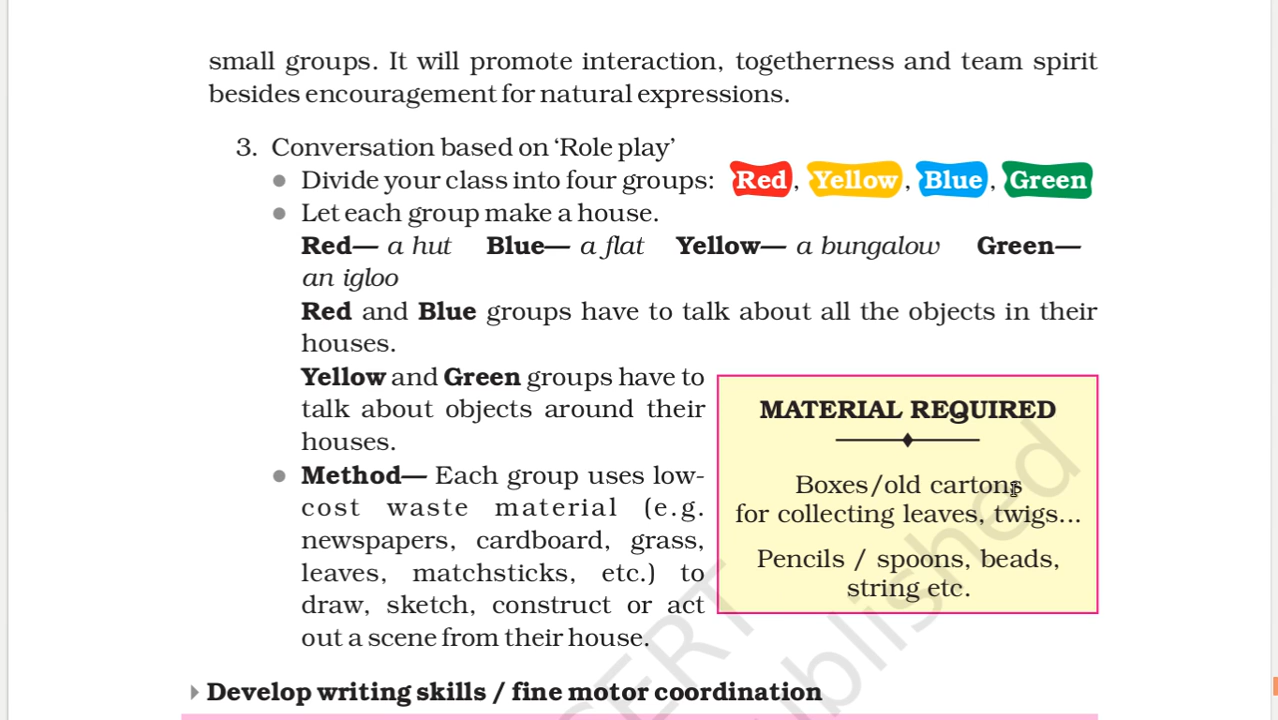 small groups. It will promote interaction, togetherness and team spirit
besides encouragement for natural expressions.
3. Conversation based on ‘Role play’
● Divide your class into four groups: Red, Yellow, Blue, Green
● Let each group make a house.
Red— a hut Blue— a flat Yellow— a bungalow Green—
an igloo
Red and Blue groups have to talk about all the objects in their
houses.
Yellow and Green groups have to
talk about objects around their
houses.
● Method— Each group uses low-
cost waste material (e.g.
newspapers, cardboard, grass,
leaves, matchsticks, etc.) to
draw, sketch, construct or act
out a scene from their house.
MATERIAL REQUIRED
Boxes/old cartons
for collecting leaves, twigs...
Pencils / spoons, beads,
string etc.
Develop writing skills / fine motor coordination